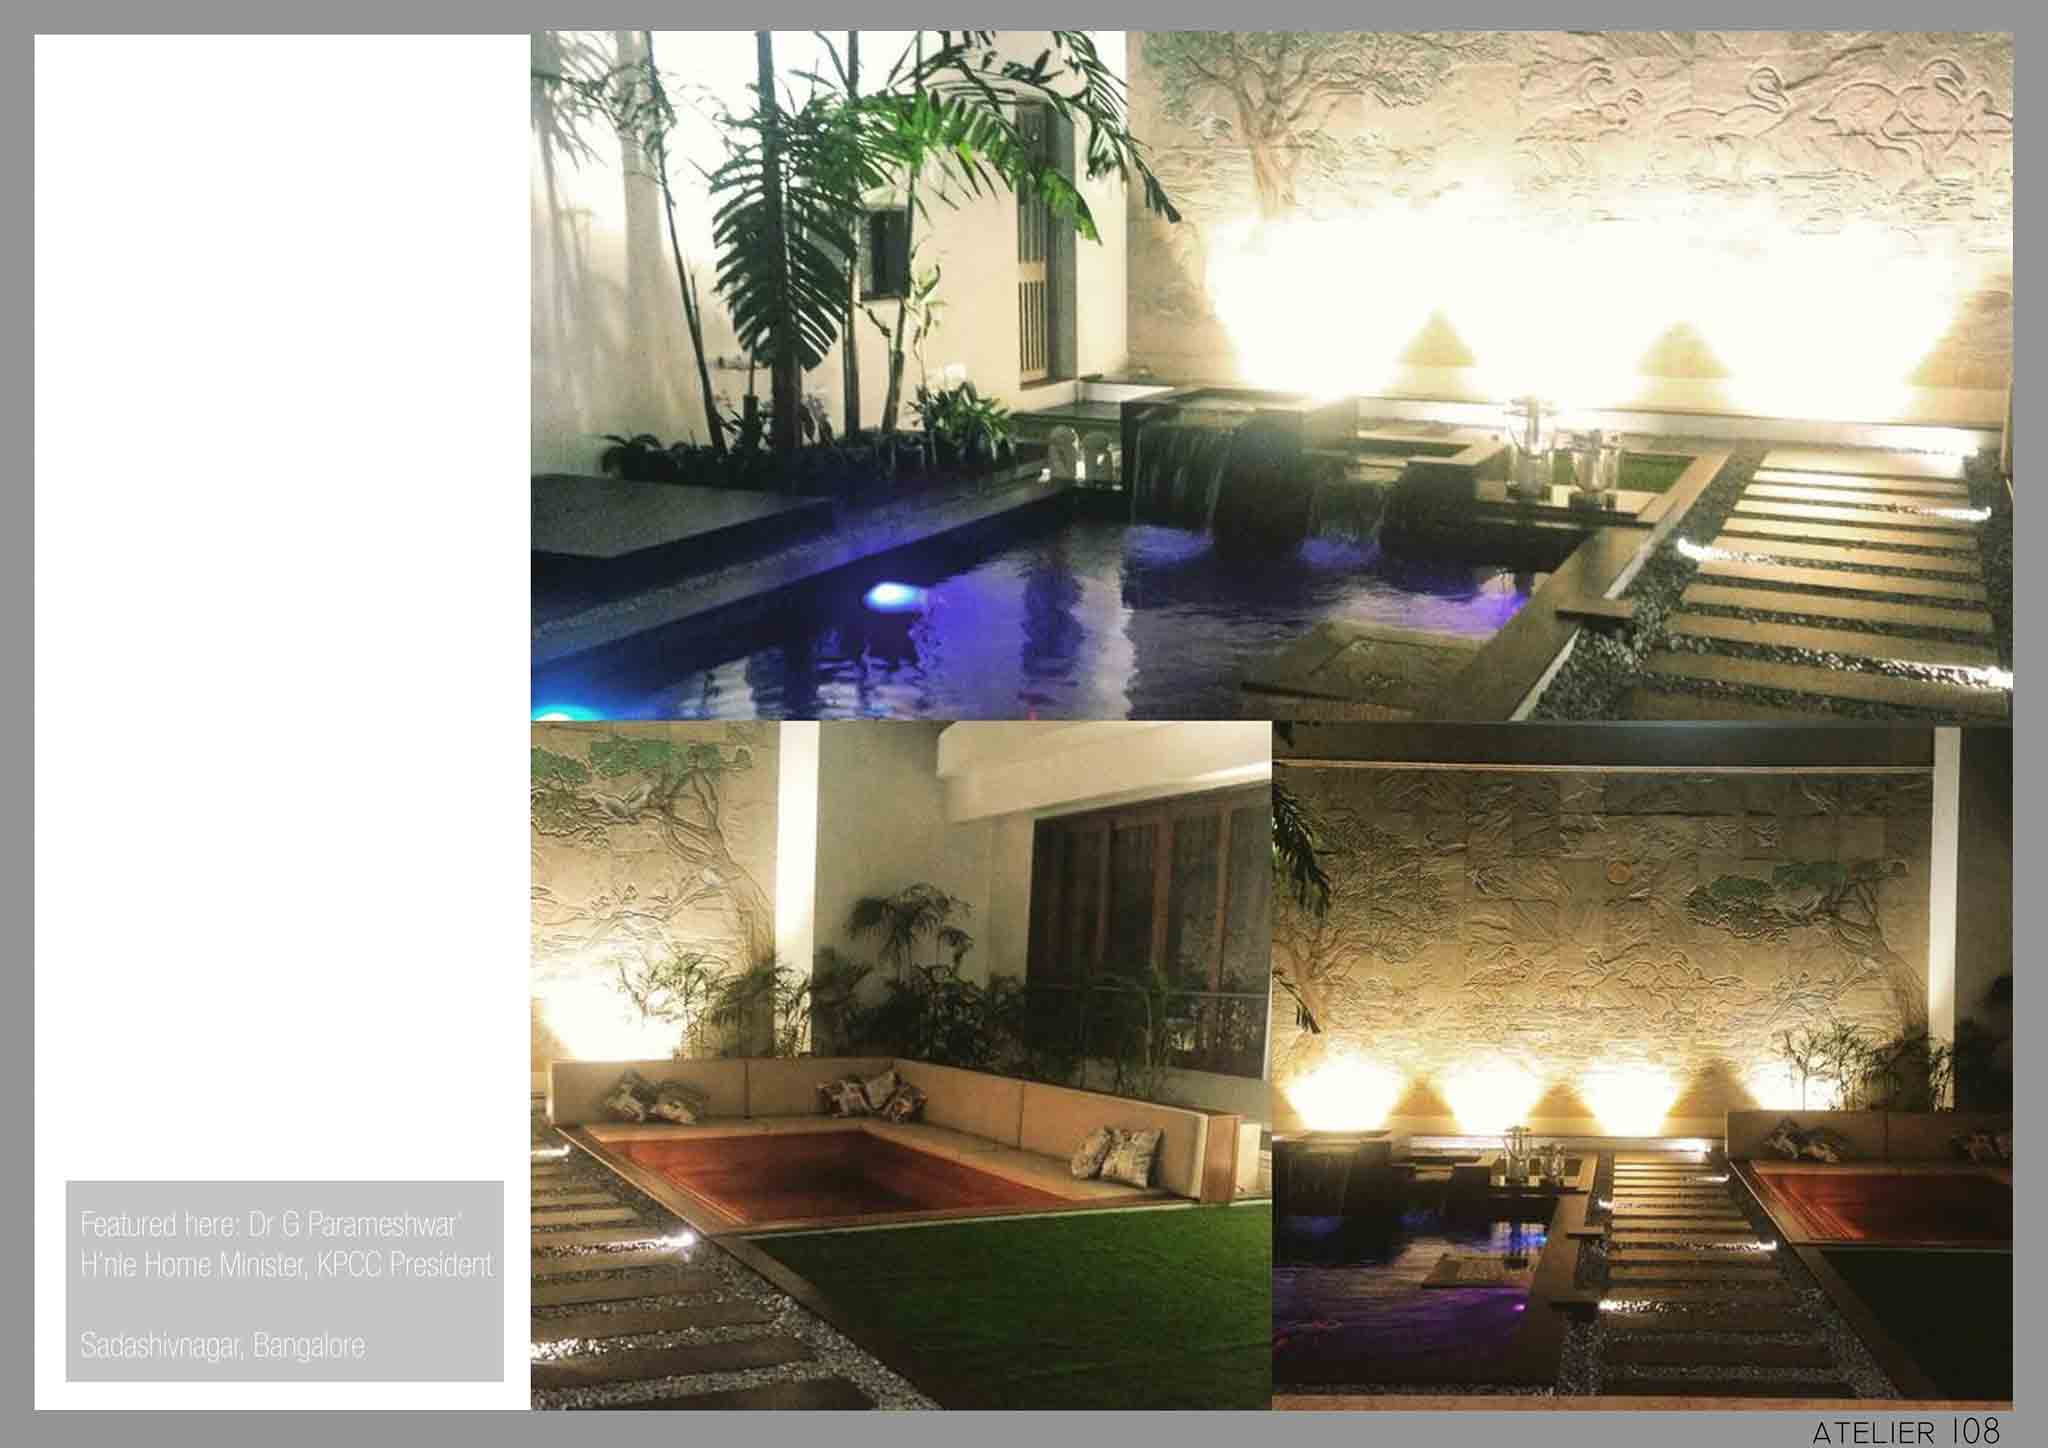 Featured here: Dr G Parameshwar'
H'nle Home Minister, KPCC President
Sadashivnagar, Bangalore
ATELIER 108